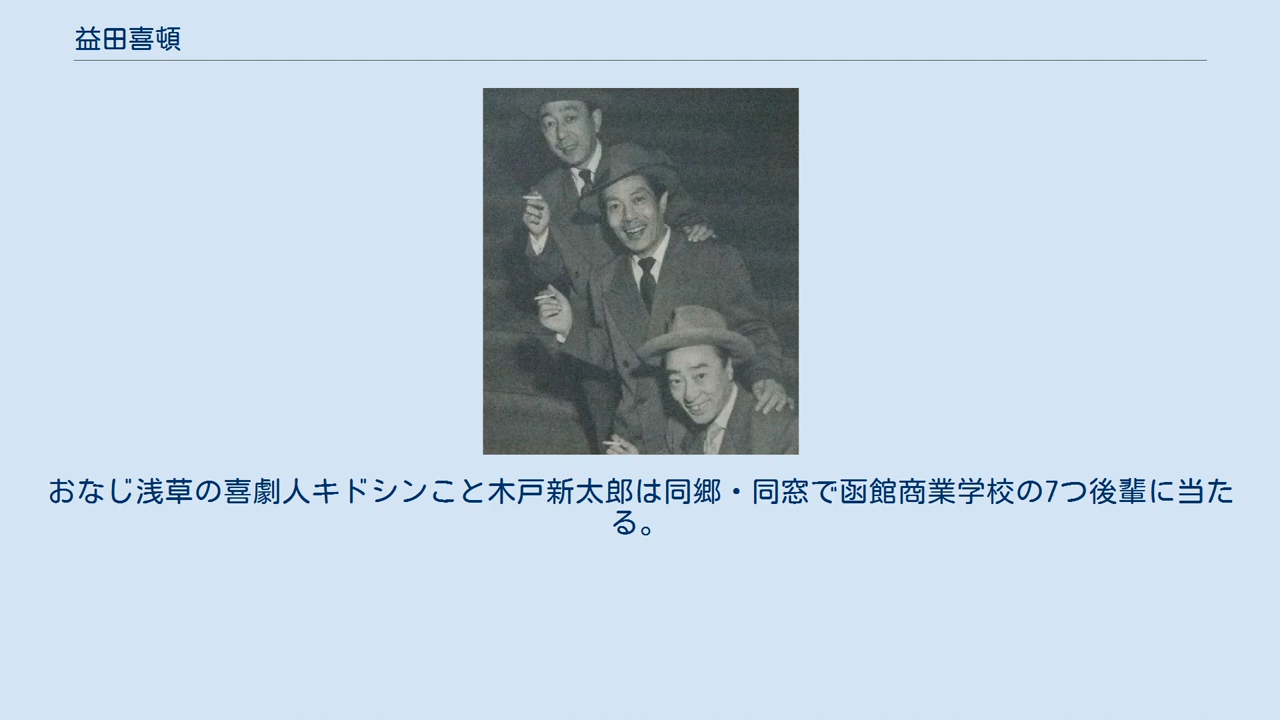 益田喜頓
おなじ浅草の喜劇人キドシンこと木戸新太郎は同郷・同窓で函館商業学校の7つ後輩に当た
る。